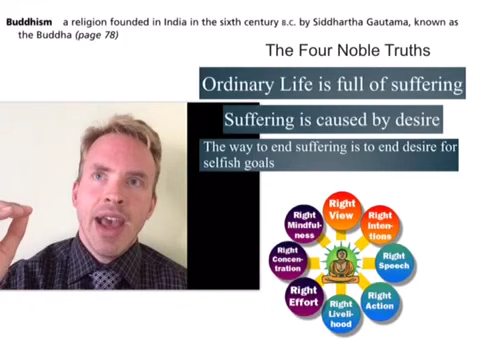 Buddhism a religion founded in India in the sixth century B.C. by Siddhartha Gautama, known as
the Buddha (page 78)
The Four Noble Truths
Ordinary Life is full of suffering
Suffering is caused by desire
The way to end suffering is to end desire for
selfish goals
Right
View
Right
Inten-
tions
Right
Speech
Right
Action
Right
Liveli-
hood
Right
Effort
Right
Concen-
tration
Right
Mindful-
ness